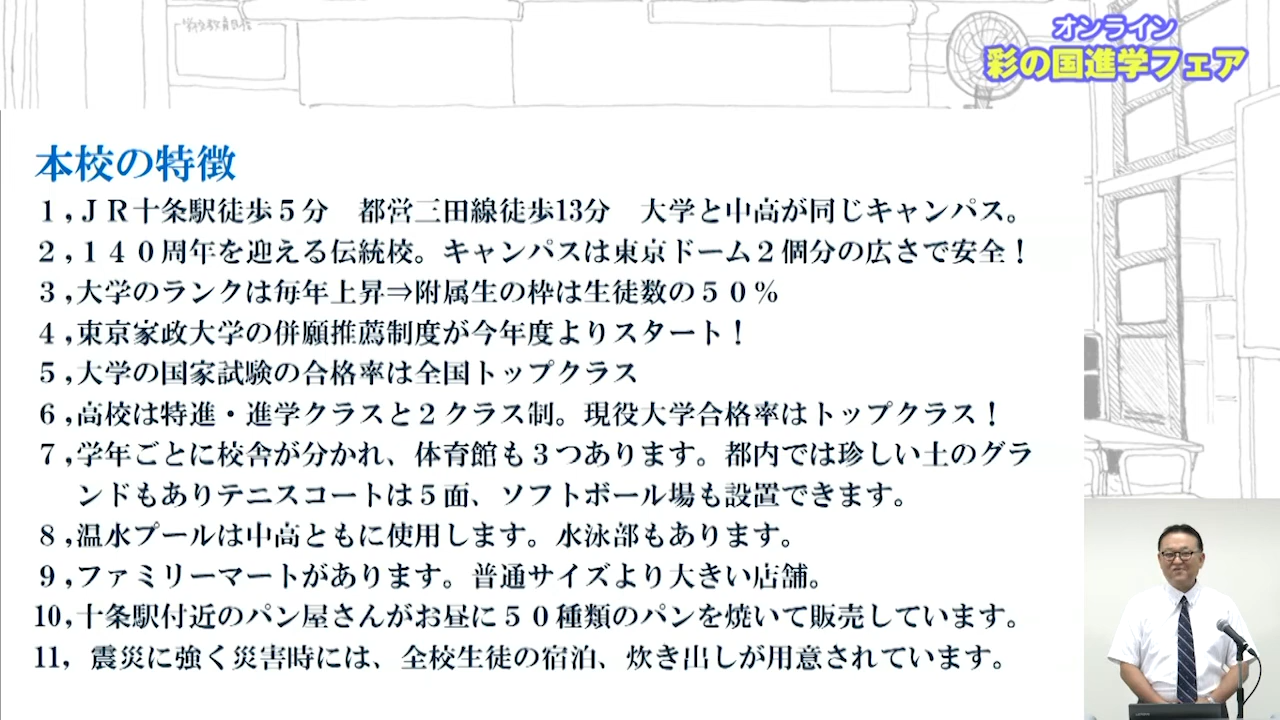 オンライン
彩の国進学フェア
本校の特徴
１,ＪＲ十条駅徒歩５分　都営三田線徒歩13分　大学と中高が同じキャンパス。
２,１４０周年を迎える伝統校。キャンパスは東京ドーム２個分の広さで安全！
３,大学のランクは毎年上昇⇒附属生の枠は生徒数の５０％
４,東京家政大学の併願推薦制度が今年度よりスタート！
５,大学の国家試験の合格率は全国トップクラス
６,高校は特進・進学クラスと２クラス制。現役大学合格率はトップクラス！
７,学年ごとに校舎が分かれ、体育館も３つあります。都内では珍しい土のグラ
ンドもありテニスコートは５面、ソフトボール場も設置できます。
８,温水プールは中高ともに使用します。水泳部もあります。
９,ファミリーマートがあります。普通サイズより大きい店舗。
10,十条駅付近のパン屋さんがお昼に５０種類のパンを焼いて販売しています。
11，震災に強く災害時には、全校生徒の宿泊、炊き出しが用意されています。